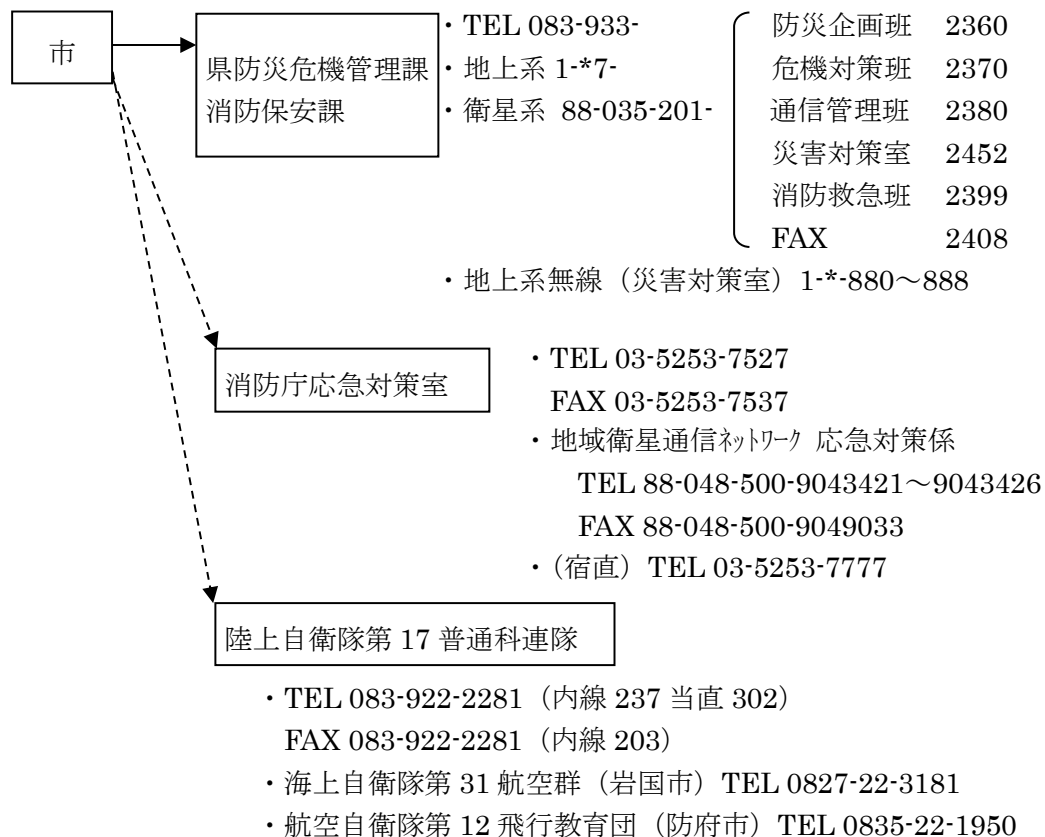 市
県防災危機管理課
消防保安課
・TEL 083-933-
・地上系 1-*7-
・衛星系 88-035-201-
防災企画班 2360
危機対策班 2370
通信管理班 2380
災害対策室 2452
消防救急班 2399
FAX 2408
・地上系無線（災害対策室）1-*-880～888
消防庁応急対策室
・TEL 03-5253-7527
FAX 03-5253-7537
・地域衛星通信ﾈｯﾄﾜｰｸ 応急対策係
TEL 88-048-500-9043421～9043426
FAX 88-048-500-9049033
・（宿直）TEL 03-5253-7777
陸上自衛隊第 17 普通科連隊
・TEL 083-922-2281（内線 237 当直 302）
FAX 083-922-2281（内線 203）
・海上自衛隊第 31 航空群（岩国市）TEL 0827-22-3181
・航空自衛隊第 12 飛行教育団（防府市）TEL 0835-22-1950